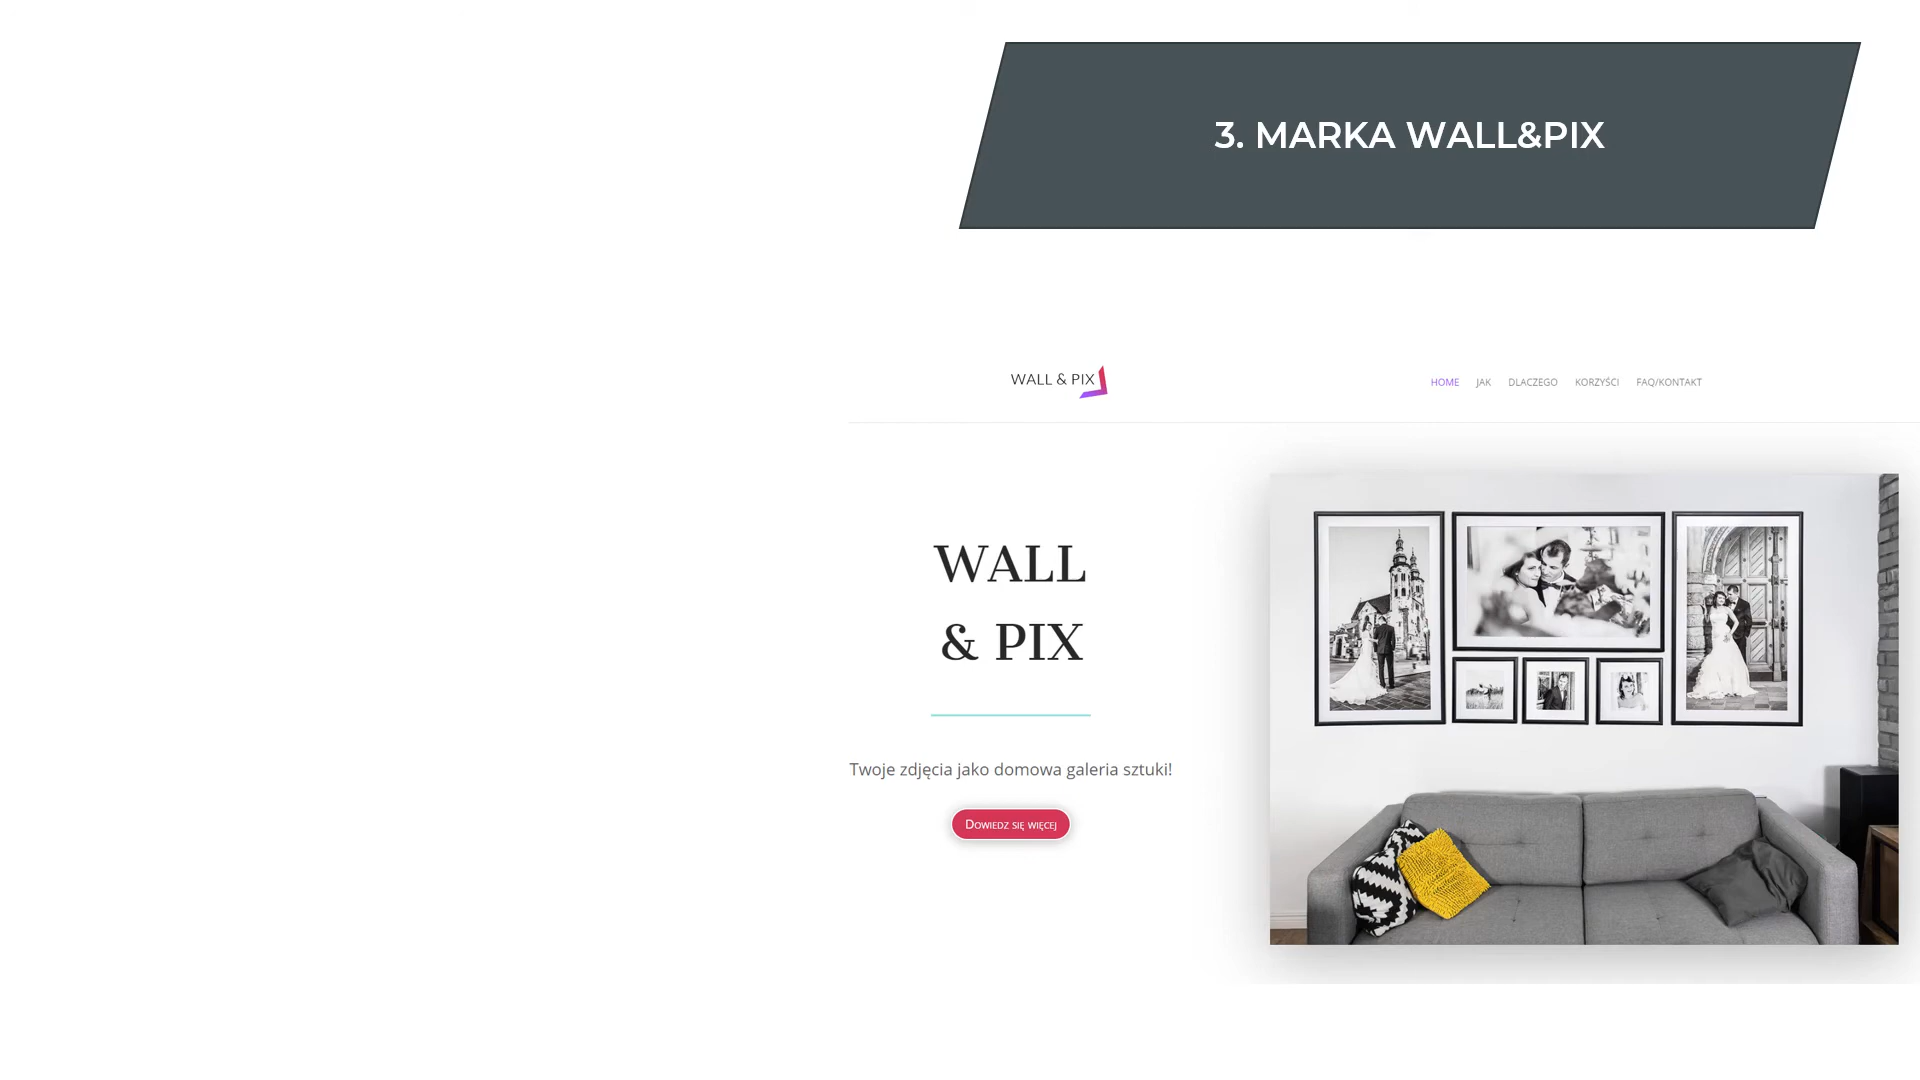 3. MARKA WALL&PIX
WALL & PIX
HOME JAK DLACZEGO KORZYŚCI FAQ/KONTAKT
WALL
& PIX
Twoje zdjęcia jako domowa galeria sztuki!
Dowiedz się więcej